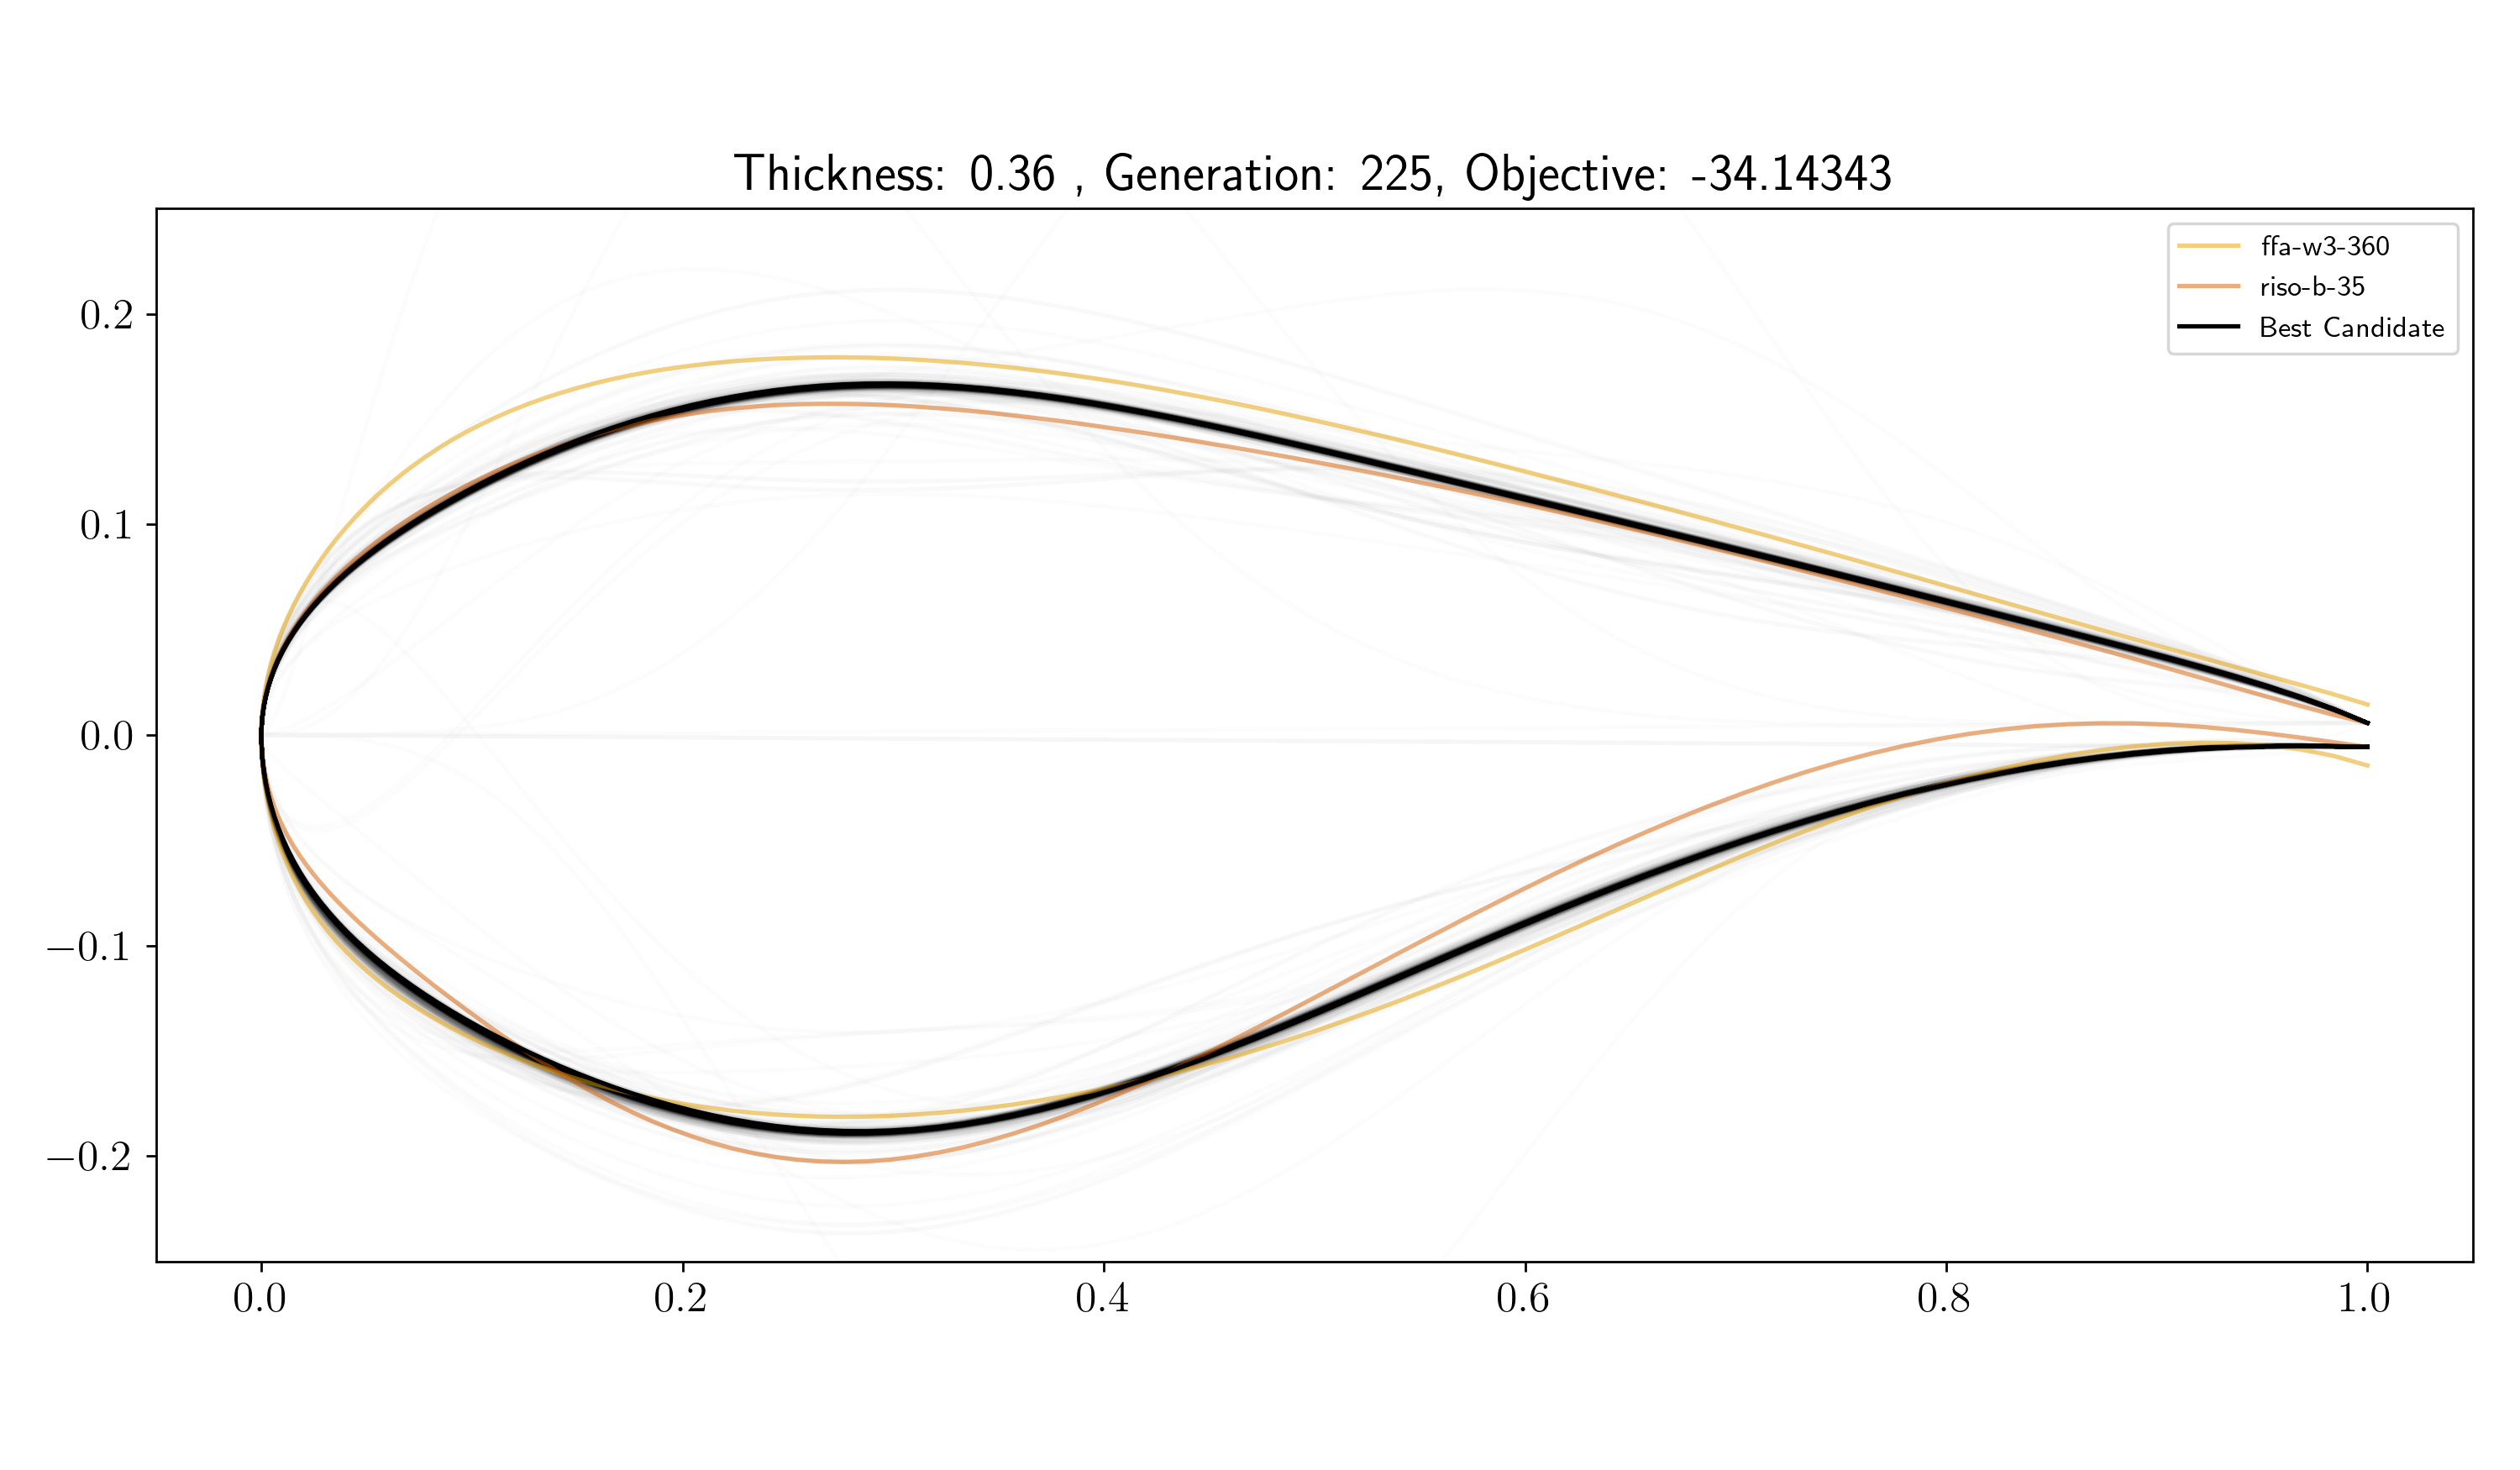 Thickness: 0.36 , Generation: 225, Objective: -34.14343
ffa-w3-360
riso-b-35
Best Candidate
0.2
0.1
0.0
−0.1
−0.2
0.0 0.2 0.4 0.6 0.8 1.0